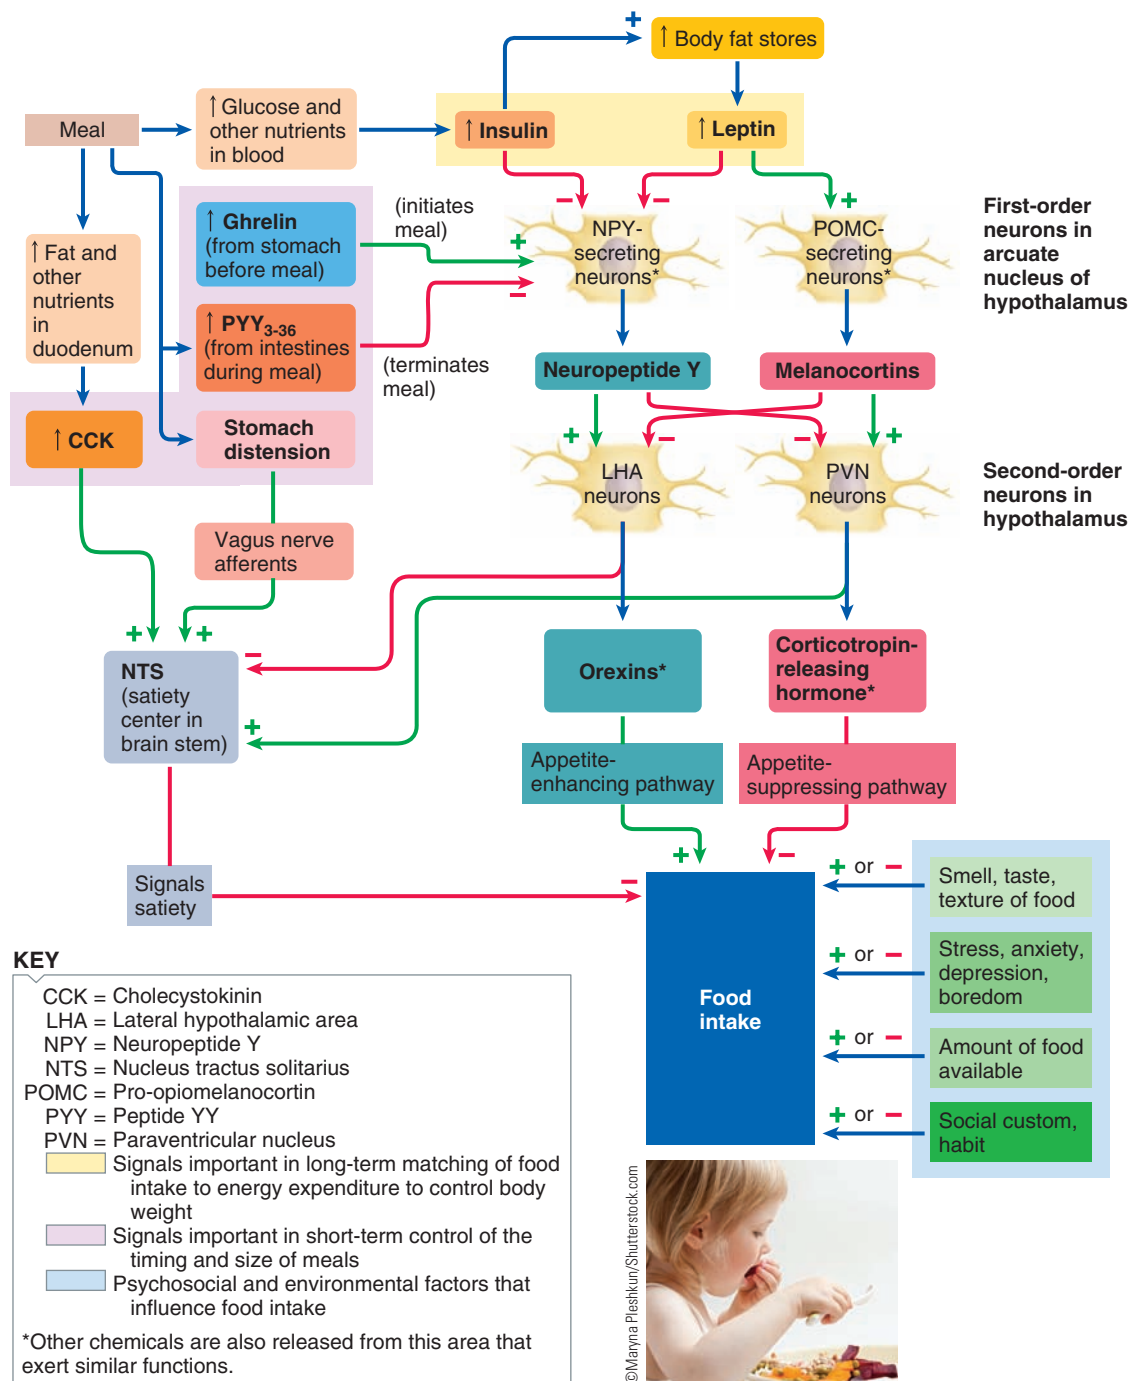 +
↑ Body fat stores
Meal
↑ Glucose and
other nutrients
in blood
↑ Insulin
↑ Leptin
− − +
↑ Ghrelin
(from stomach
before meal)
(initiates
meal)
+
−
NPY-
secreting
neurons*
POMC-
secreting
neurons*
First-order
neurons in
arcuate
nucleus of
hypothalamus
↑ Fat and
other
nutrients
in
duodenum
↑ PYY3-36
(from intestines
during meal)
(terminates
meal)
Neuropeptide Y
Melanocortins
↑ CCK
Stomach
distension
+ − − +
LHA
neurons
PVN
neurons
Second-order
neurons in
hypothalamus
Vagus nerve
afferents
+ + −
NTS
(satiety
center in
brain stem)
+
Orexins*
Corticotropin-
releasing
hormone*
Appetite-
enhancing pathway
Appetite-
suppressing pathway
+ −
Signals
satiety
−
Food
intake
+ or −
Smell, taste,
texture of food
+ or −
Stress, anxiety,
depression,
boredom
+ or −
Amount of food
available
+ or −
Social custom,
habit
KEY
CCK = Cholecystokinin
LHA = Lateral hypothalamic area
NPY = Neuropeptide Y
NTS = Nucleus tractus solitarius
POMC = Pro-opiomelanocortin
PYY = Peptide YY
PVN = Paraventricular nucleus
Signals important in long-term matching of food
intake to energy expenditure to control body
weight
Signals important in short-term control of the
timing and size of meals
Psychosocial and environmental factors that
influence food intake
*Other chemicals are also released from this area that
exert similar functions.
©Maryna Pleshkun/Shutterstock.com